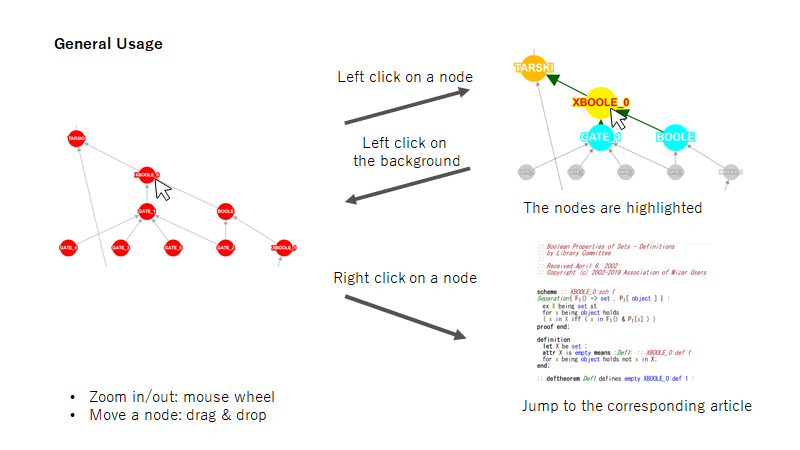 General Usage
Left click on a node
Left click on
the background
Right click on a node
TARSKI
XBOOLE_0
GATE_1
BOOLE
The nodes are highlighted
TARSKI
GATE_1
BOOLE
GATE_4
GATE_3
GATE_5
GATE_2
:: Boolean Properties of Sets - Definitions
:: by Library Committee
::
:: Received April 6, 2002
:: Copyright (c) 2002-2019 Association of Mizar Users
scheme :: XBOOLE_0:sch 1
Separation{ F1() -> set , P1[ object ] } :
ex X being set st
for x being object holds
( x in X iff ( x in F1() & P1[x] ) )
proof end;
definition
let X be set ;
attr X is empty means :Def1: :: XBOOLE_0:def 1
for x being object holds not x in X;
end;
:: deftheorem Def1 defines empty XBOOLE_0:def 1 :
Jump to the corresponding article
• Zoom in/out: mouse wheel
• Move a node: drag & drop